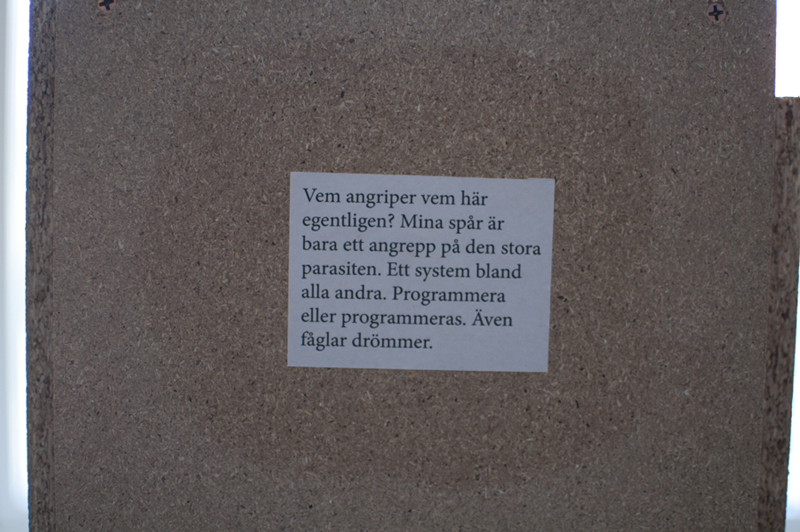 Vem angriper vem här
egentligen? Mina spår är
bara ett angrepp på den stora
parasiten. Ett system bland
alla andra. Programmera
eller programmeras. Även
fåglar drömmer.